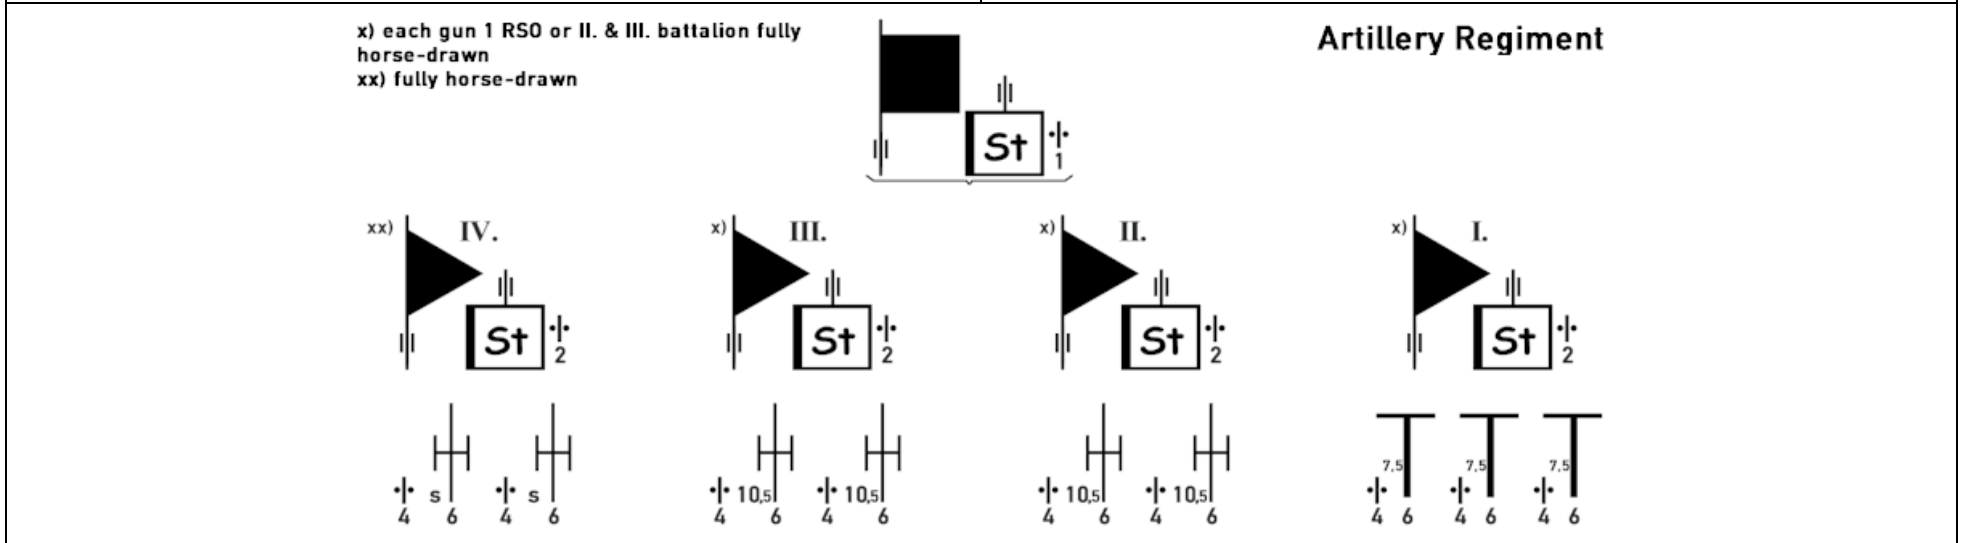 x) each gun 1 RSO or II. & III. battalion fully
horse-drawn
xx) fully horse-drawn
Artillery Regiment
St
1
xx) IV. x) III. x) II. x) I.
St 2 St 2 St 2 St 2
s s 10,5 10,5 10,5 10,5 7,5 7,5 7,5
4 6 4 6 4 6 4 6 4 6 4 6 4 6 4 6 4 6